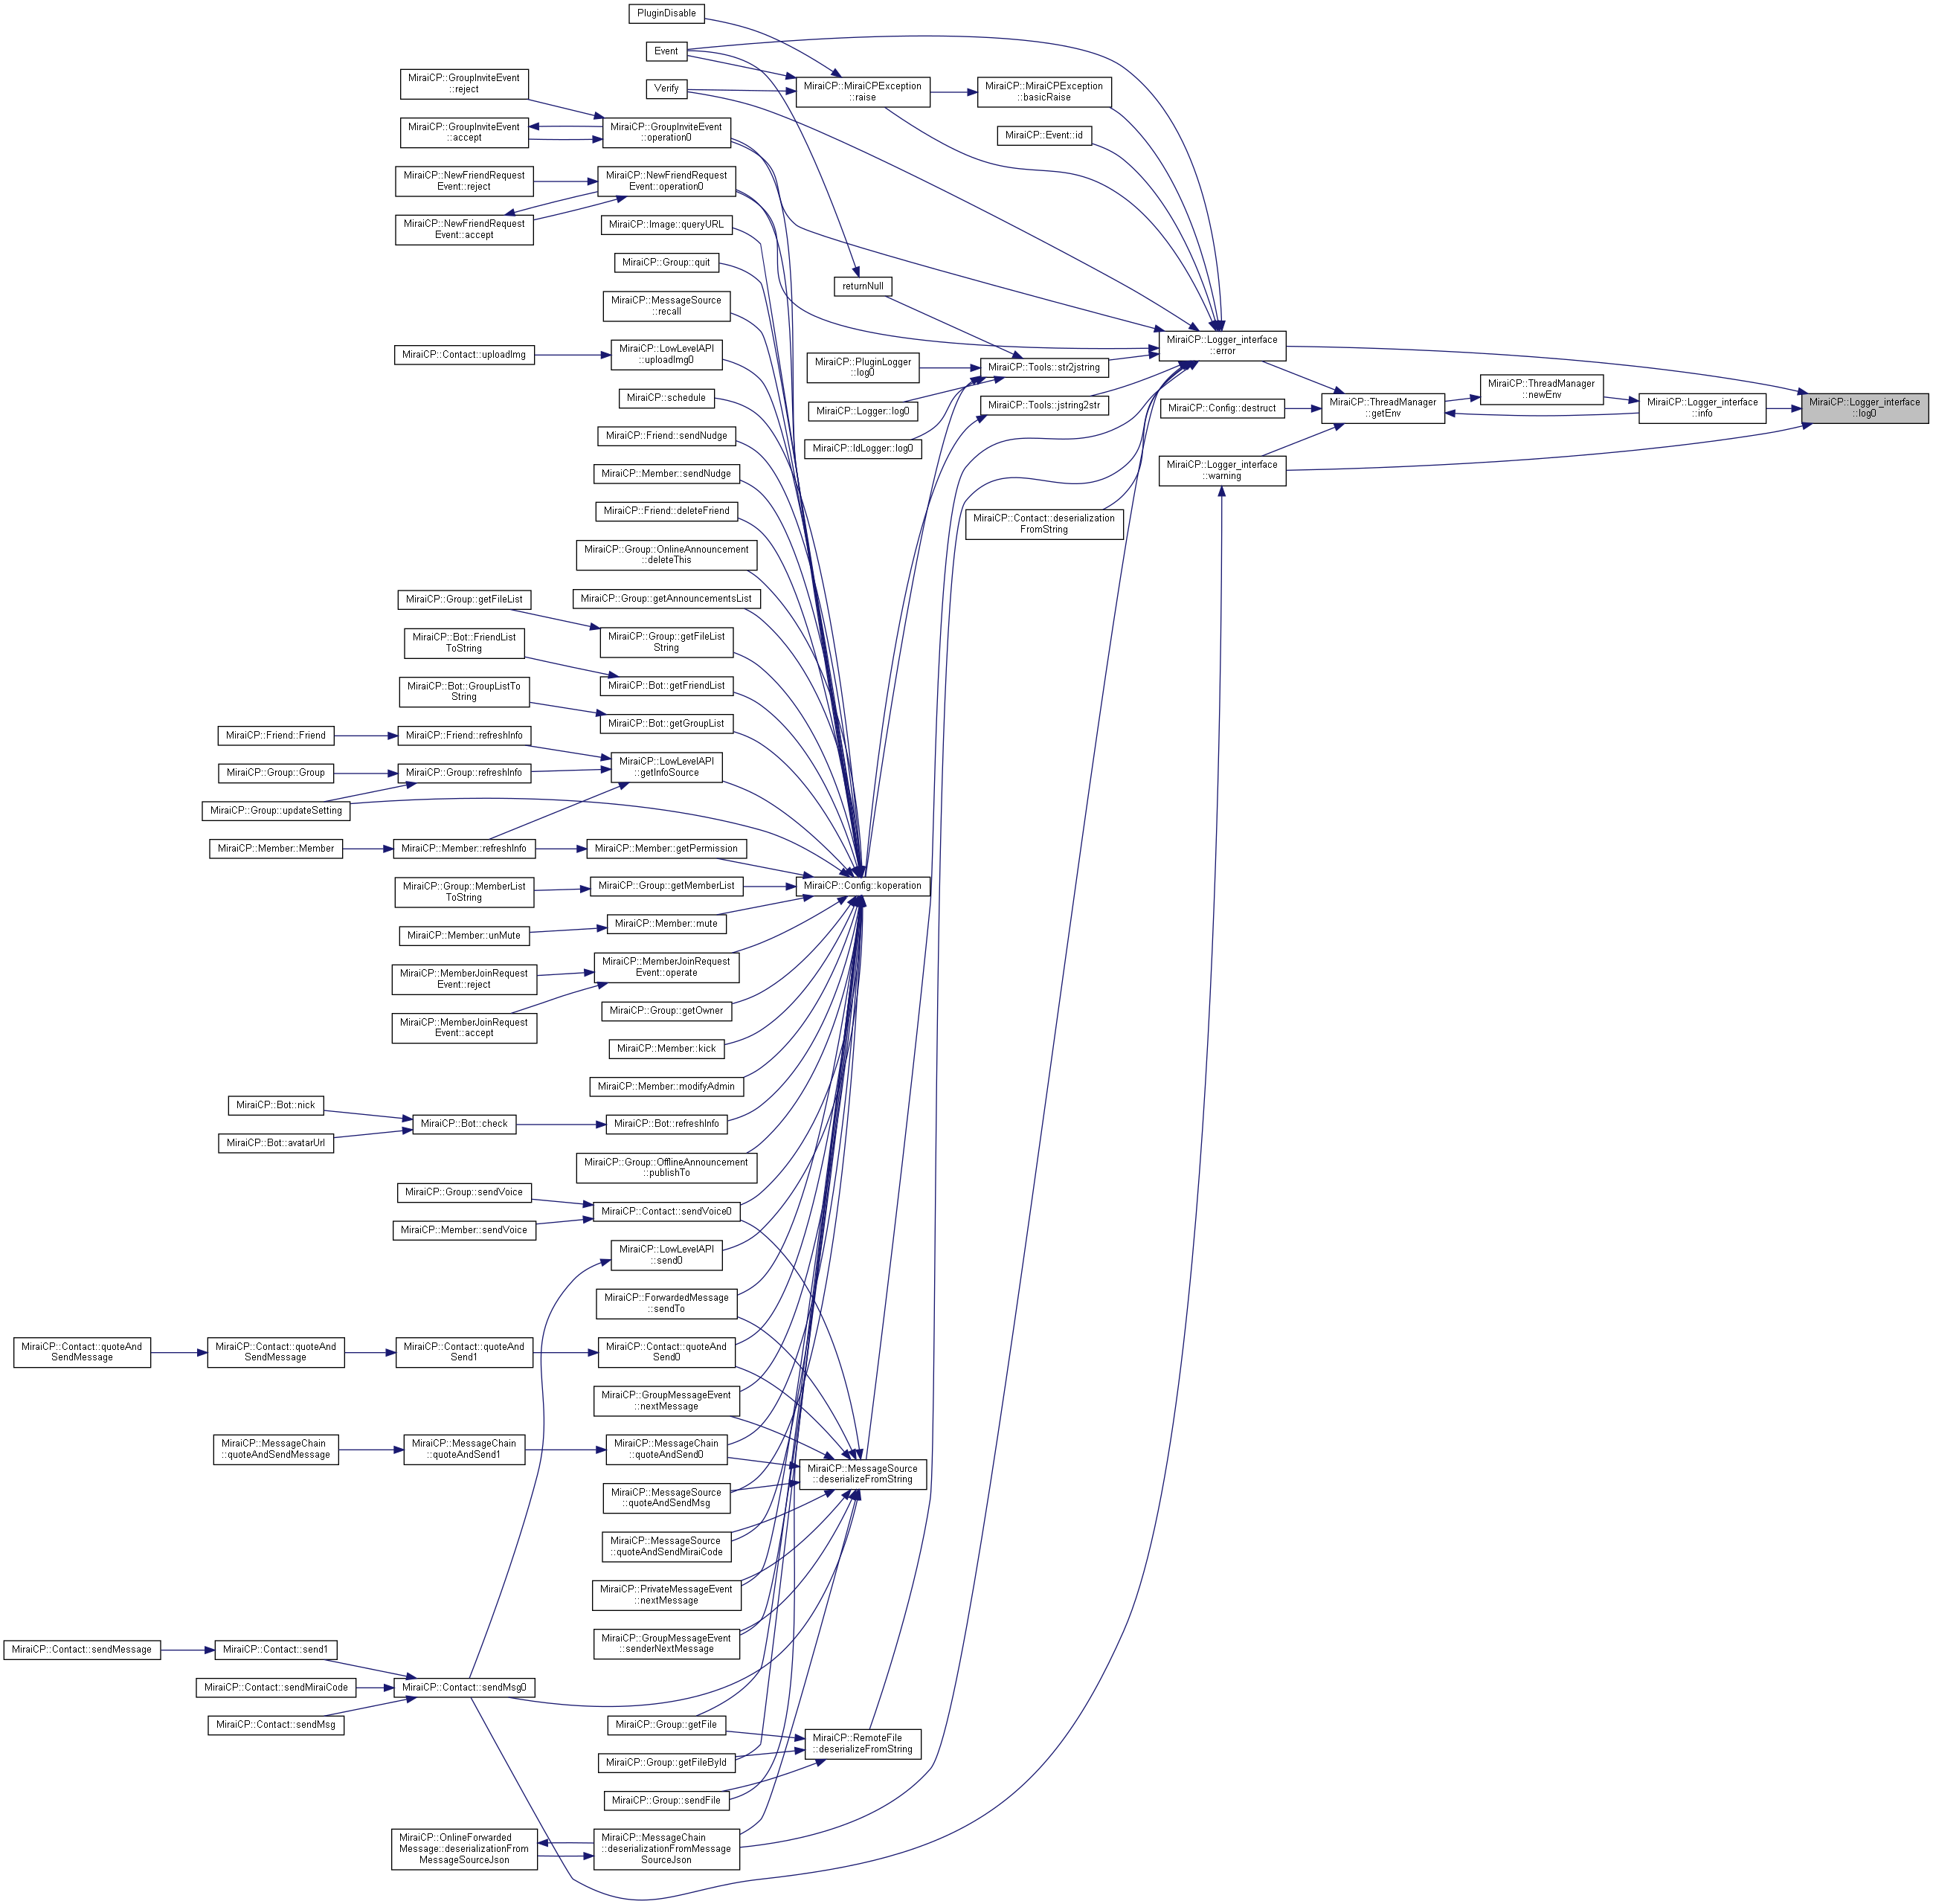 PluginDisable
Event
Verify
MiraiCP::MiraiCPException
::raise
MiraiCP::MiraiCPException
::basicRaise
MiraiCP::Event::id
MiraiCP::GroupInviteEvent
::reject
MiraiCP::GroupInviteEvent
::accept
MiraiCP::GroupInviteEvent
::operation0
MiraiCP::NewFriendRequest
Event::reject
MiraiCP::NewFriendRequest
Event::operation0
MiraiCP::NewFriendRequest
Event::accept
MiraiCP::Image::queryURL
MiraiCP::Group::quit
returnNull
MiraiCP::MessageSource
::recall
MiraiCP::Logger_interface
::error
MiraiCP::Contact::uploadImg
MiraiCP::LowLevelAPI
::uploadImg0
MiraiCP::PluginLogger
::log0
MiraiCP::Tools::str2jstring
MiraiCP::schedule
MiraiCP::Logger::log0
MiraiCP::Tools::jstring2str
MiraiCP::Config::destruct
MiraiCP::ThreadManager
::getEnv
MiraiCP::ThreadManager
::newEnv
MiraiCP::Logger_interface
::info
MiraiCP::Logger_interface
::log0
MiraiCP::Friend::sendNudge
MiraiCP::IdLogger::log0
MiraiCP::Member::sendNudge
MiraiCP::Logger_interface
::warning
MiraiCP::Friend::deleteFriend
MiraiCP::Contact::deserialization
FromString
MiraiCP::Group::OnlineAnnouncement
::deleteThis
MiraiCP::Group::getFileList
MiraiCP::Group::getAnnouncementsList
MiraiCP::Bot::FriendList
ToString
MiraiCP::Group::getFileList
String
MiraiCP::Bot::GroupListTo
String
MiraiCP::Bot::getFriendList
MiraiCP::Bot::getGroupList
MiraiCP::Friend::Friend
MiraiCP::Friend::refreshInfo
MiraiCP::Group::Group
MiraiCP::Group::refreshInfo
MiraiCP::LowLevelAPI
::getInfoSource
MiraiCP::Group::updateSetting
MiraiCP::Member::Member
MiraiCP::Member::refreshInfo
MiraiCP::Member::getPermission
MiraiCP::Group::MemberList
ToString
MiraiCP::Group::getMemberList
MiraiCP::Config::koperation
MiraiCP::Member::unMute
MiraiCP::Member::mute
MiraiCP::MemberJoinRequest
Event::reject
MiraiCP::MemberJoinRequest
Event::operate
MiraiCP::MemberJoinRequest
Event::accept
MiraiCP::Group::getOwner
MiraiCP::Member::kick
MiraiCP::Member::modifyAdmin
MiraiCP::Bot::nick
MiraiCP::Bot::avatarUrl
MiraiCP::Bot::check
MiraiCP::Bot::refreshInfo
MiraiCP::Group::OfflineAnnouncement
::publishTo
MiraiCP::Group::sendVoice
MiraiCP::Member::sendVoice
MiraiCP::Contact::sendVoice0
MiraiCP::LowLevelAPI
::send0
MiraiCP::ForwardedMessage
::sendTo
MiraiCP::Contact::quoteAnd
SendMessage
MiraiCP::Contact::quoteAnd
SendMessage
MiraiCP::Contact::quoteAnd
Send1
MiraiCP::Contact::quoteAnd
Send0
MiraiCP::GroupMessageEvent
::nextMessage
MiraiCP::MessageChain
::quoteAndSendMessage
MiraiCP::MessageChain
::quoteAndSend1
MiraiCP::MessageChain
::quoteAndSend0
MiraiCP::MessageSource
::deserializeFromString
MiraiCP::MessageSource
::quoteAndSendMsg
MiraiCP::MessageSource
::quoteAndSendMiraiCode
MiraiCP::PrivateMessageEvent
::nextMessage
MiraiCP::GroupMessageEvent
::senderNextMessage
MiraiCP::Contact::sendMessage
MiraiCP::Contact::send1
MiraiCP::Contact::sendMiraiCode
MiraiCP::Contact::sendMsg0
MiraiCP::Contact::sendMsg
MiraiCP::Group::getFile
MiraiCP::RemoteFile
::deserializeFromString
MiraiCP::Group::getFileById
MiraiCP::Group::sendFile
MiraiCP::OnlineForwarded
Message::deserializationFrom
MessageSourceJson
MiraiCP::MessageChain
::deserializationFromMessage
SourceJson